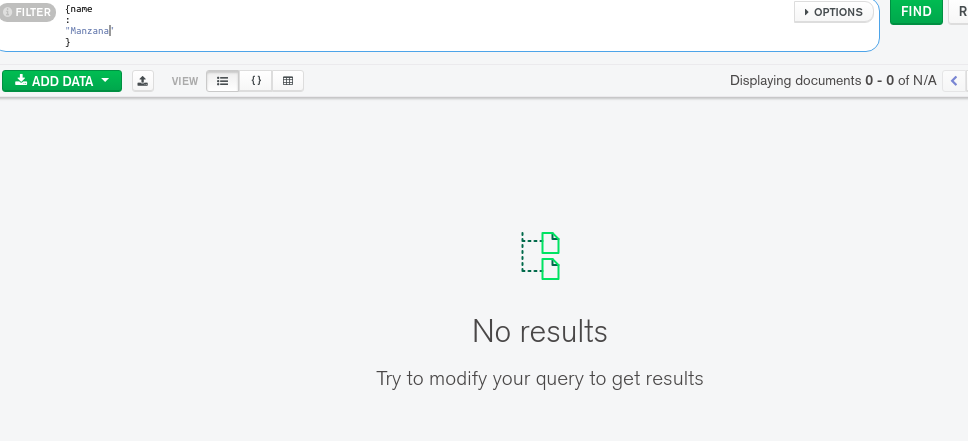 FILTER
{name
:
"Manzana"
}
OPTIONS
FIND
R
ADD DATA
VIEW
{}
Displaying documents 0 - 0 of N/A
No results
Try to modify your query to get results